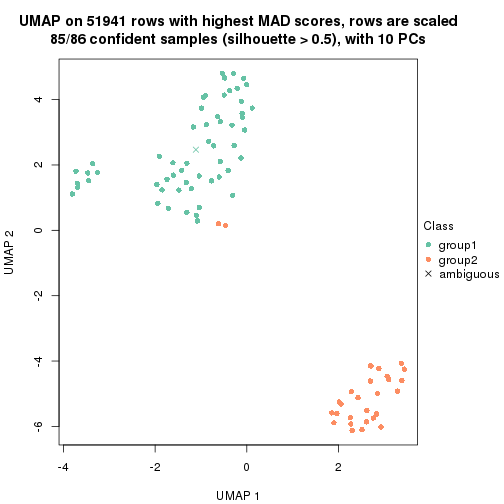 UMAP on 51941 rows with highest MAD scores, rows are scaled
85/86 confident samples (silhouette > 0.5), with 10 PCs
4
2
0
-2
-4
-6
UMAP 2
-4
-2
0
2
UMAP 1
Class
group1
group2
ambiguous